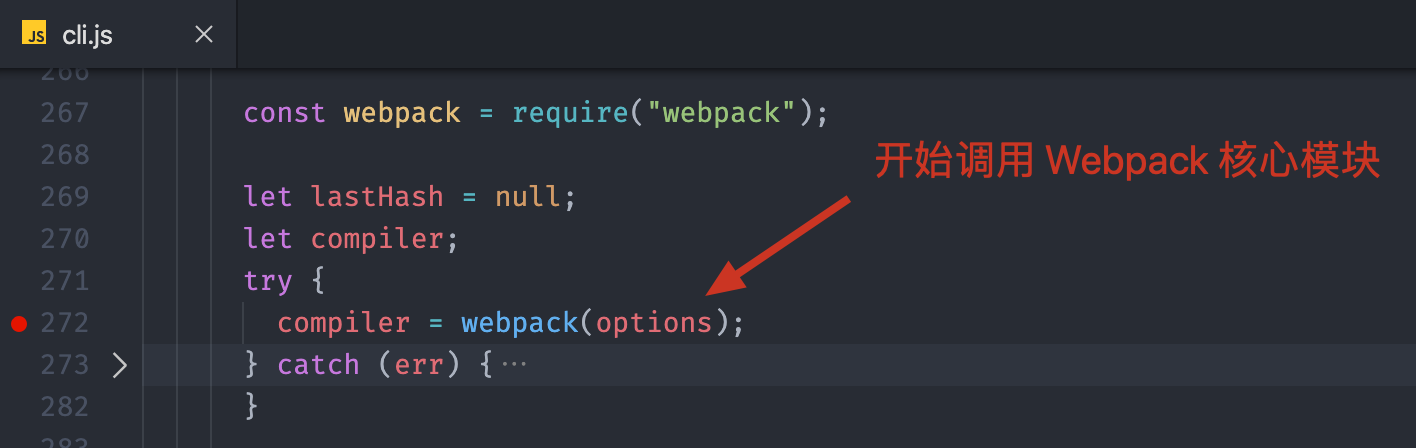 JS cli.js
266
267 const webpack = require("webpack");
268
开始调用 Webpack 核心模块
269 let lastHash = null;
270 let compiler;
271 try {
272 compiler = webpack(options);
273 } catch (err) {···
282 }
283